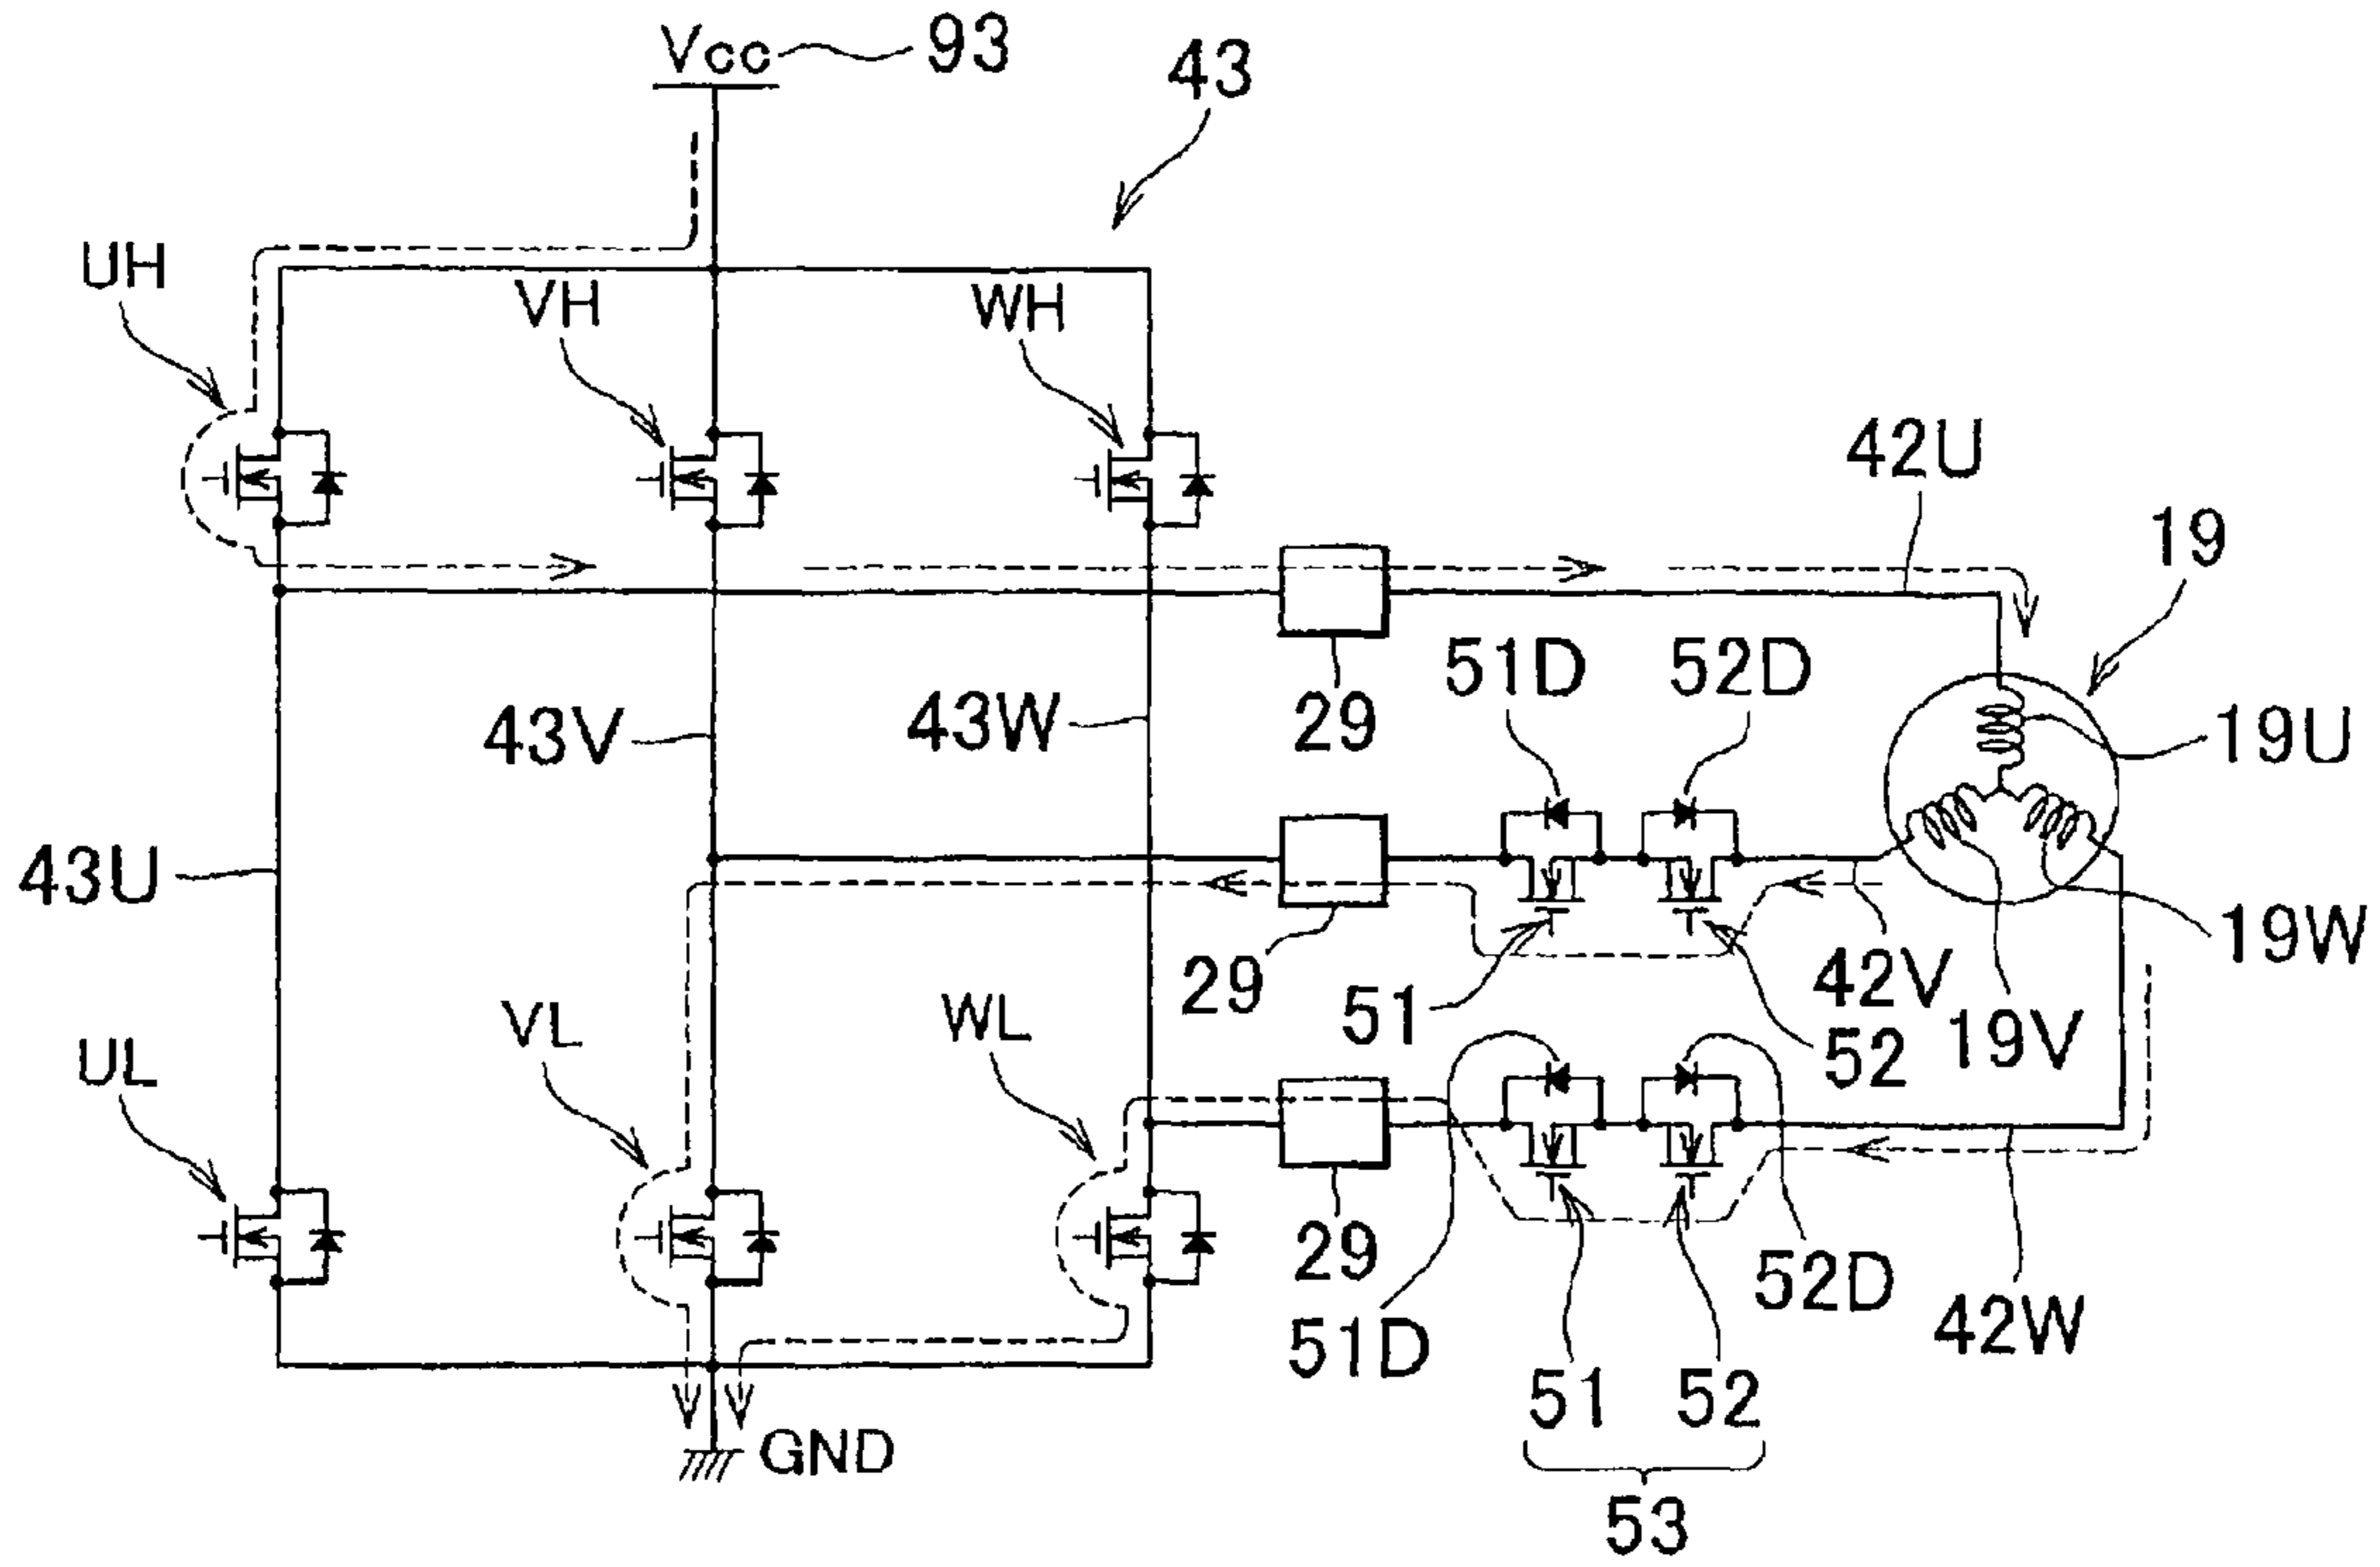 Vcc 93
43
UH
VH
WH
42U
19
51D 52D
29
43V
43W
19U
43U
29
51
42V
52
19V
19W
UL
VL
WL
29
51D
52D
42W
51 52
GND
53